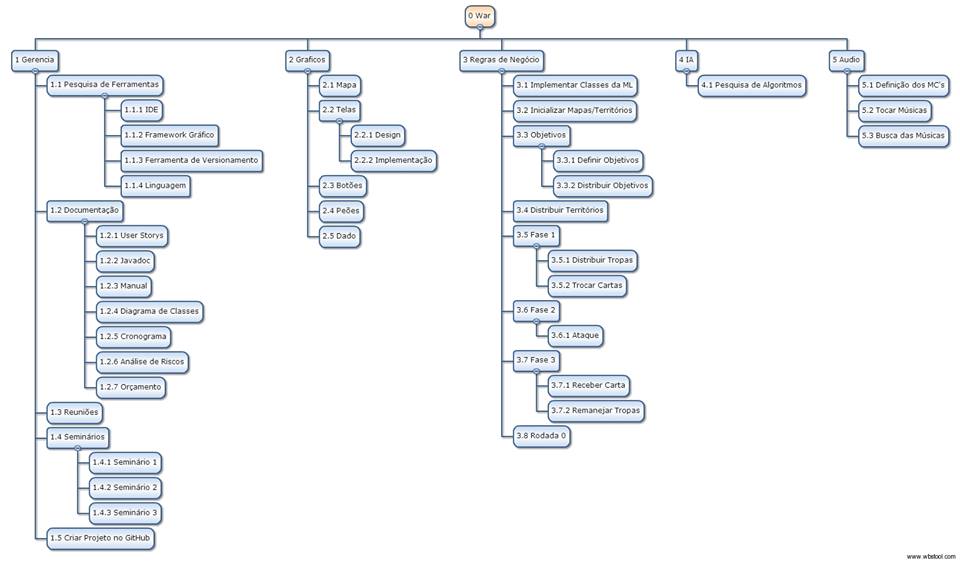 0 War
1 Gerencia
1.1 Pesquisa de Ferramentas
1.1.1 IDE
1.1.2 Framework Gráfico
1.1.3 Ferramenta de Versionamento
1.1.4 Linguagem
1.2 Documentação
1.2.1 User Storys
1.2.2 Javadoc
1.2.3 Manual
1.2.4 Diagrama de Classes
1.2.5 Cronograma
1.2.6 Análise de Riscos
1.2.7 Orçamento
1.3 Reuniões
1.4 Seminários
1.4.1 Seminário 1
1.4.2 Seminário 2
1.4.3 Seminário 3
1.5 Criar Projeto no GitHub
2 Graficos
2.1 Mapa
2.2 Telas
2.2.1 Design
2.2.2 Implementação
2.3 Botões
2.4 Peões
2.5 Dado
3 Regras de Negócio
3.1 Implementar Classes da ML
3.2 Inicializar Mapas/Territórios
3.3 Objetivos
3.3.1 Definir Objetivos
3.3.2 Distribuir Objetivos
3.4 Distribuir Territórios
3.5 Fase 1
3.5.1 Distribuir Tropas
3.5.2 Trocar Cartas
3.6 Fase 2
3.6.1 Ataque
3.7 Fase 3
3.7.1 Receber Carta
3.7.2 Remanejar Tropas
3.8 Rodada 0
4 IA
4.1 Pesquisa de Algoritmos
5 Audio
5.1 Definição dos MC's
5.2 Tocar Músicas
5.3 Busca das Músicas
www.wbstool.com